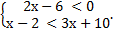 2x − 6 < 0
x − 2 < 3x + 10.